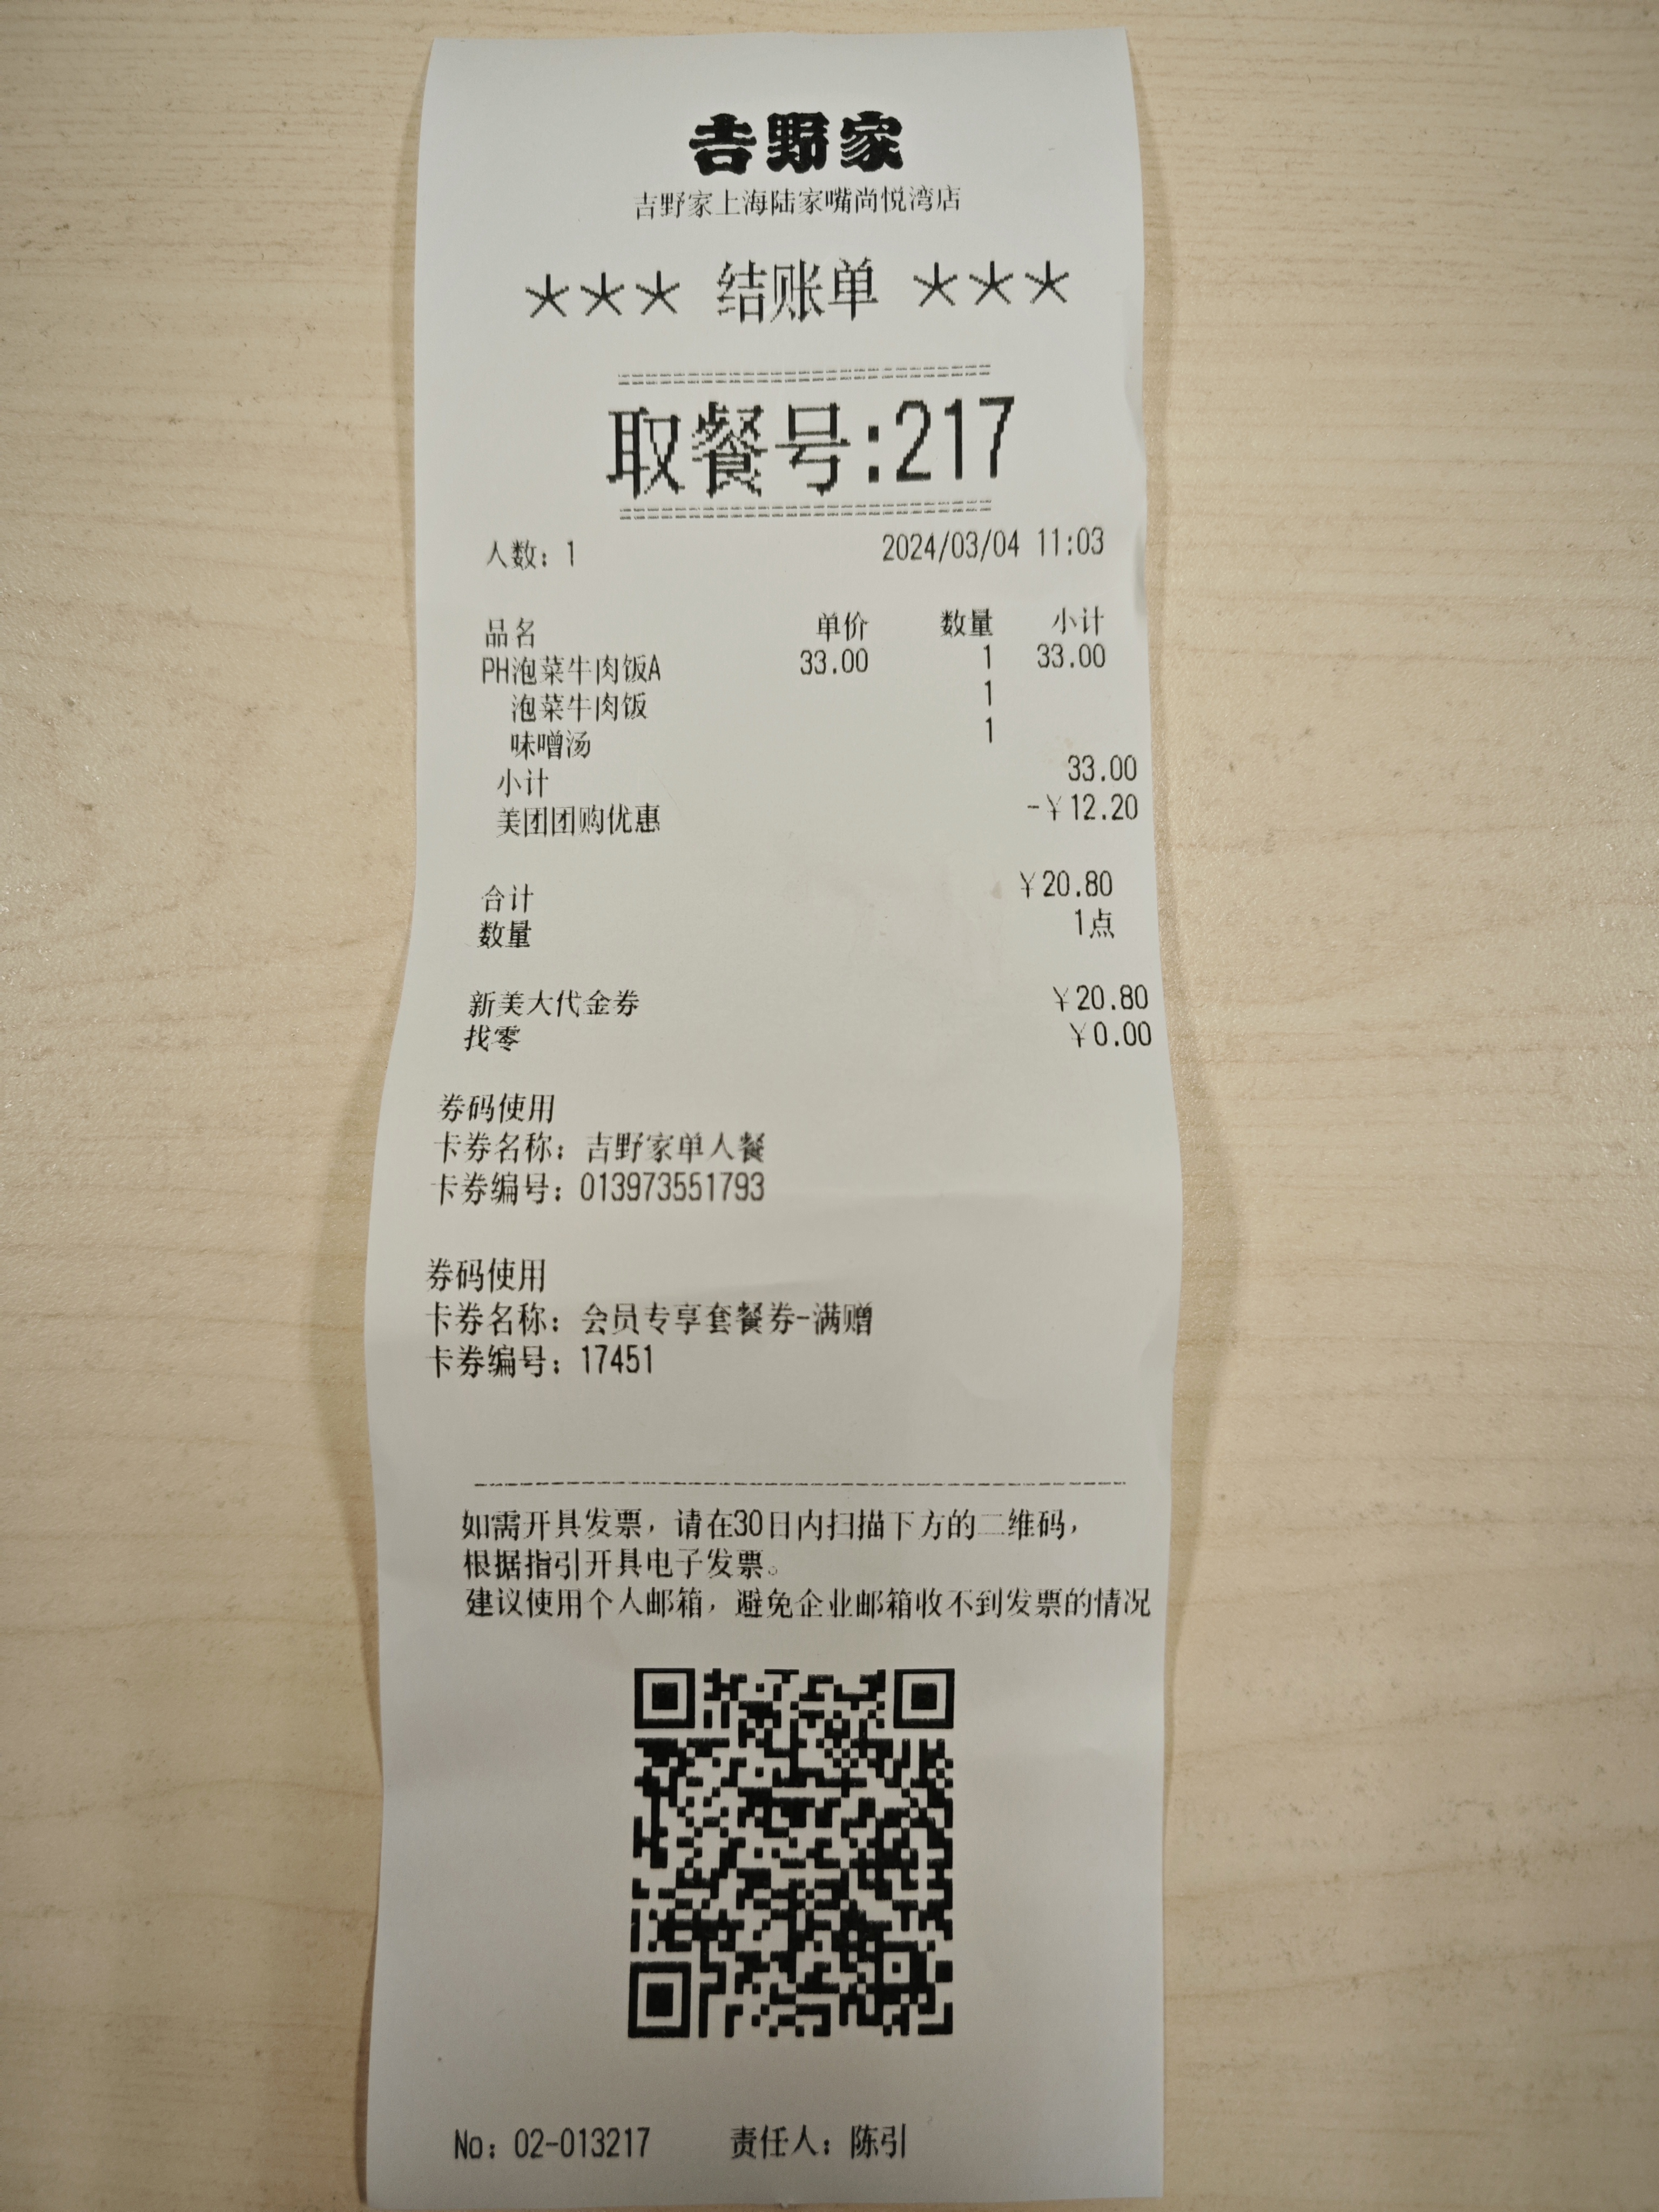 吉野家
吉野家上海陆家嘴尚悦湾店
*** 结账单 ***
取餐号:217
人数: 1 2024/03/04 11:03
品名 单价 数量 小计
PH泡菜牛肉饭A 33.00 1 33.00
泡菜牛肉饭 1
味噌汤 1
小计 33.00
美团团购优惠 -¥12.20
合计 ¥20.80
数量 1点
新美大代金券 ¥20.80
找零 ¥0.00
券码使用
卡券名称: 吉野家单人餐
卡券编号: 013973551793
券码使用
卡券名称: 会员专享套餐券-满赠
卡券编号: 17451
如需开具发票, 请在30日内扫描下方的二维码,
根据指引开具电子发票。
建议使用个人邮箱, 避免企业邮箱收不到发票的情况
No: 02-013217 责任人: 陈引